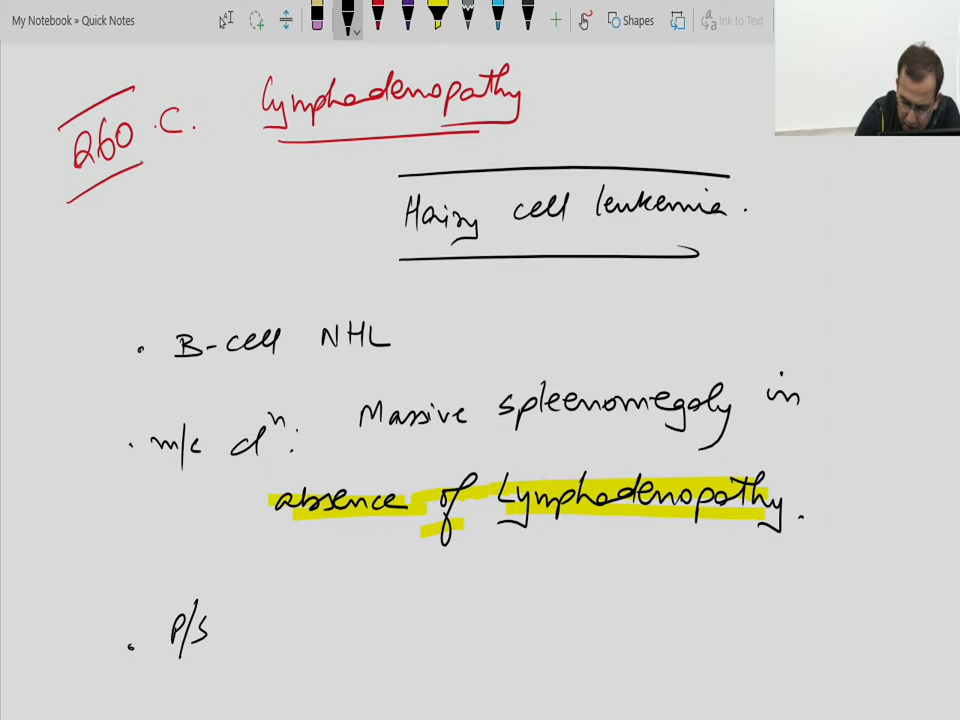 My Notebook » Quick Notes
Shapes
Ink to Text
260 . C. Lymphadenopathy
Hairy cell leukemia.
. B-cell NHL
. m/c dⁿ: Massive spleenomegaly in
absence of Lymphadenopathy.
. P/S